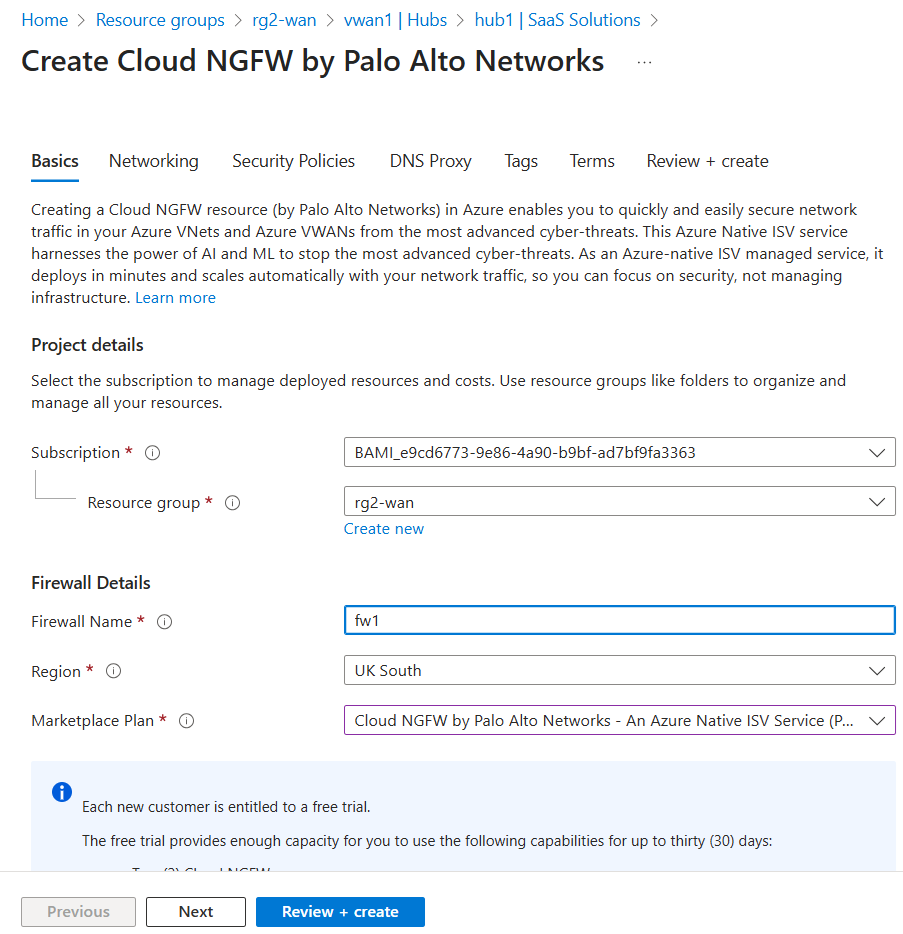 Home > Resource groups > rg2-wan > vwan1 | Hubs > hub1 | SaaS Solutions >
Create Cloud NGFW by Palo Alto Networks ...
Basics Networking Security Policies DNS Proxy Tags Terms Review + create
Creating a Cloud NGFW resource (by Palo Alto Networks) in Azure enables you to quickly and easily secure network
traffic in your Azure VNets and Azure VWANs from the most advanced cyber-threats. This Azure Native ISV service
harnesses the power of AI and ML to stop the most advanced cyber-threats. As an Azure-native ISV managed service, it
deploys in minutes and scales automatically with your network traffic, so you can focus on security, not managing
infrastructure. Learn more
Project details
Select the subscription to manage deployed resources and costs. Use resource groups like folders to organize and
manage all your resources.
Subscription * BAMI_e9cd6773-9e86-4a90-b9bf-ad7bf9fa3363
Resource group * rg2-wan
Create new
Firewall Details
Firewall Name * fw1
Region * UK South
Marketplace Plan * Cloud NGFW by Palo Alto Networks - An Azure Native ISV Service (P...
Each new customer is entitled to a free trial.
The free trial provides enough capacity for you to use the following capabilities for up to thirty (30) days:
Previous Next Review + create